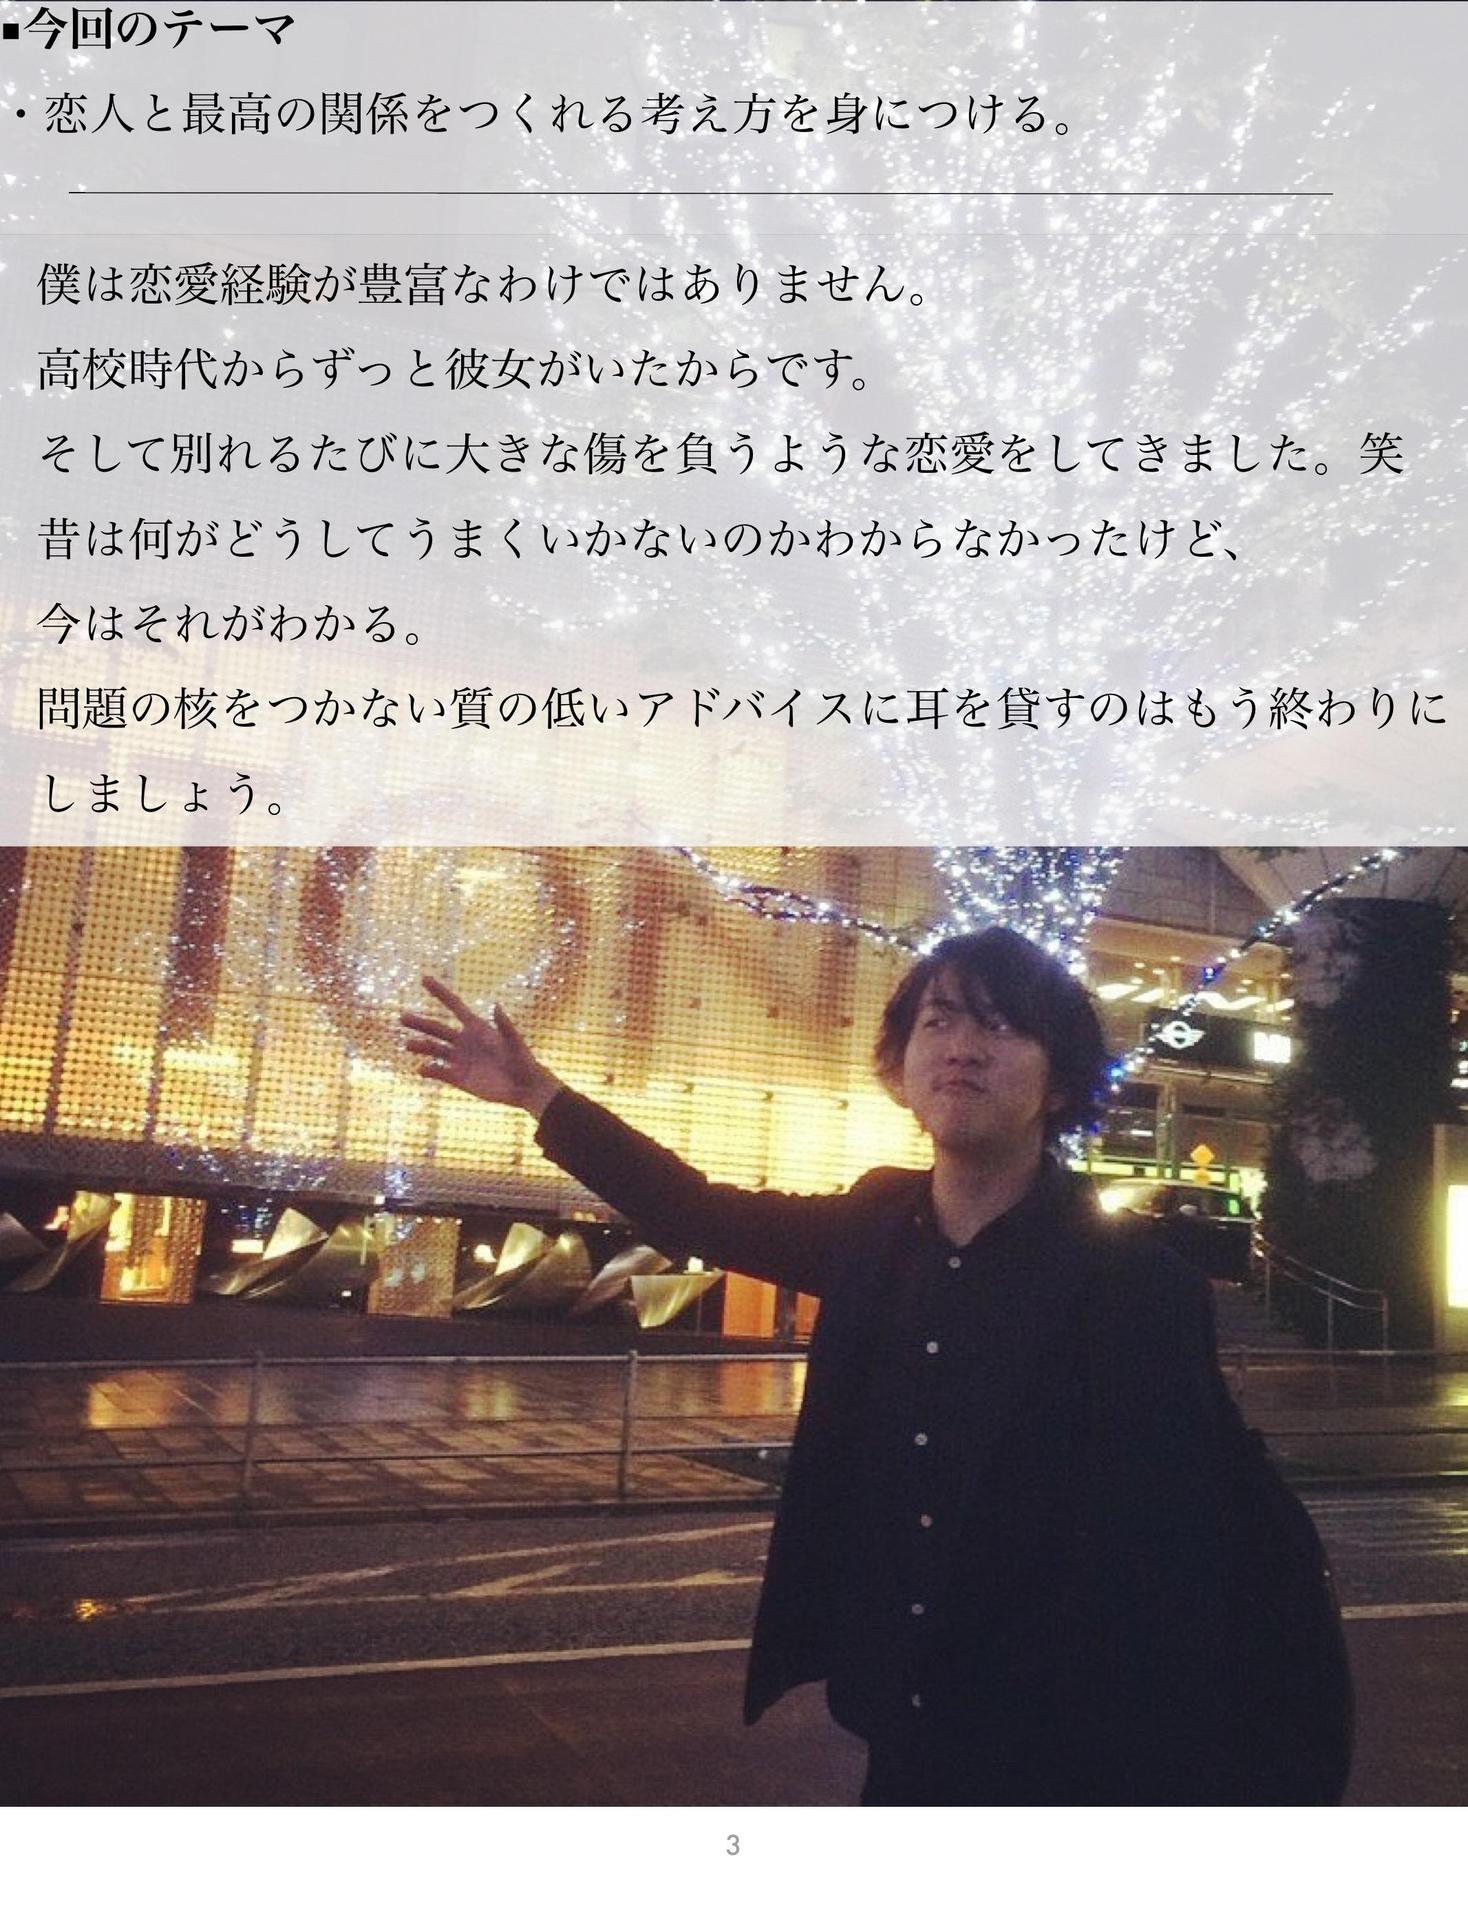 ▪今回のテーマ
・恋人と最高の関係をつくれる考え方を身につける。
僕は恋愛経験が豊富なわけではありません。
高校時代からずっと彼女がいたからです。
そして別れるたびに大きな傷を負うような恋愛をしてきました。笑
昔は何がどうしてうまくいかないのかわからなかったけど、
今はそれがわかる。
問題の核をつかない質の低いアドバイスに耳を貸すのはもう終わりに
しましょう。
3